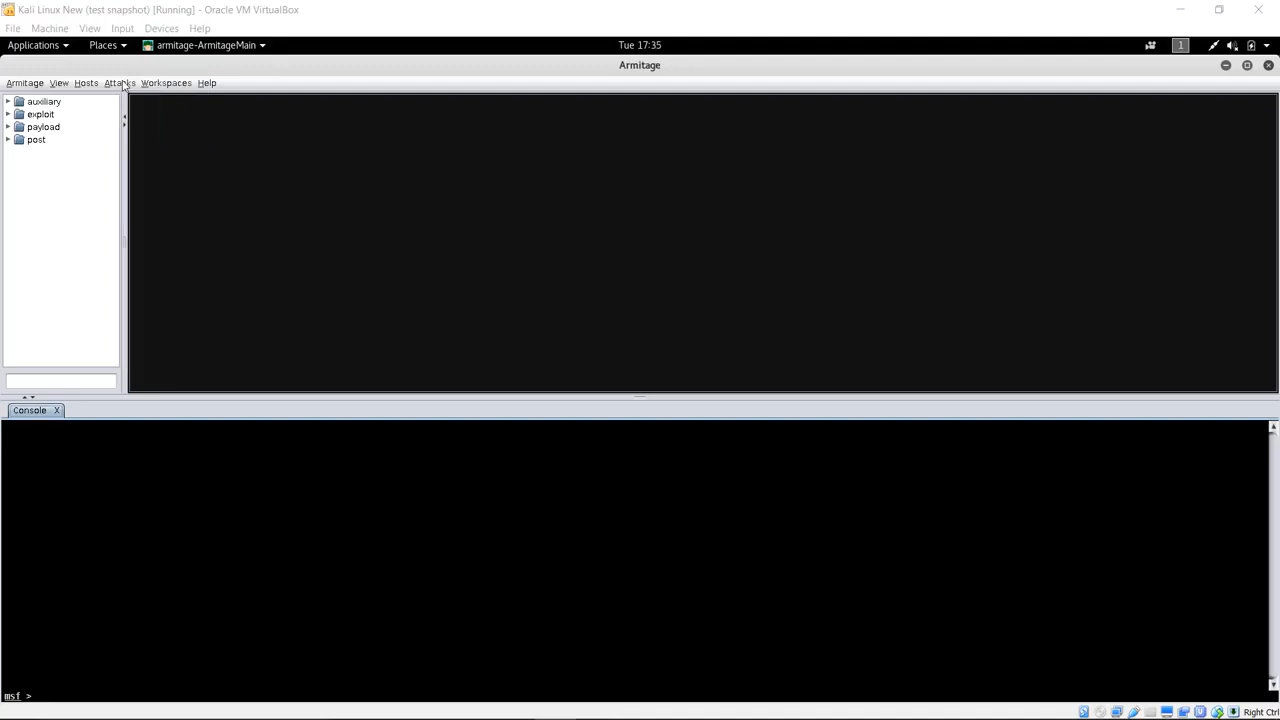 Kali Linux New (test snapshot) [Running] - Oracle VM VirtualBox
File Machine View Input Devices Help
Applications Places armitage-ArmitageMain Tue 17:35 1
Armitage
Armitage View Hosts Attacks Workspaces Help
auxiliary
exploit
payload
post
Console X
msf >
Right Ctrl